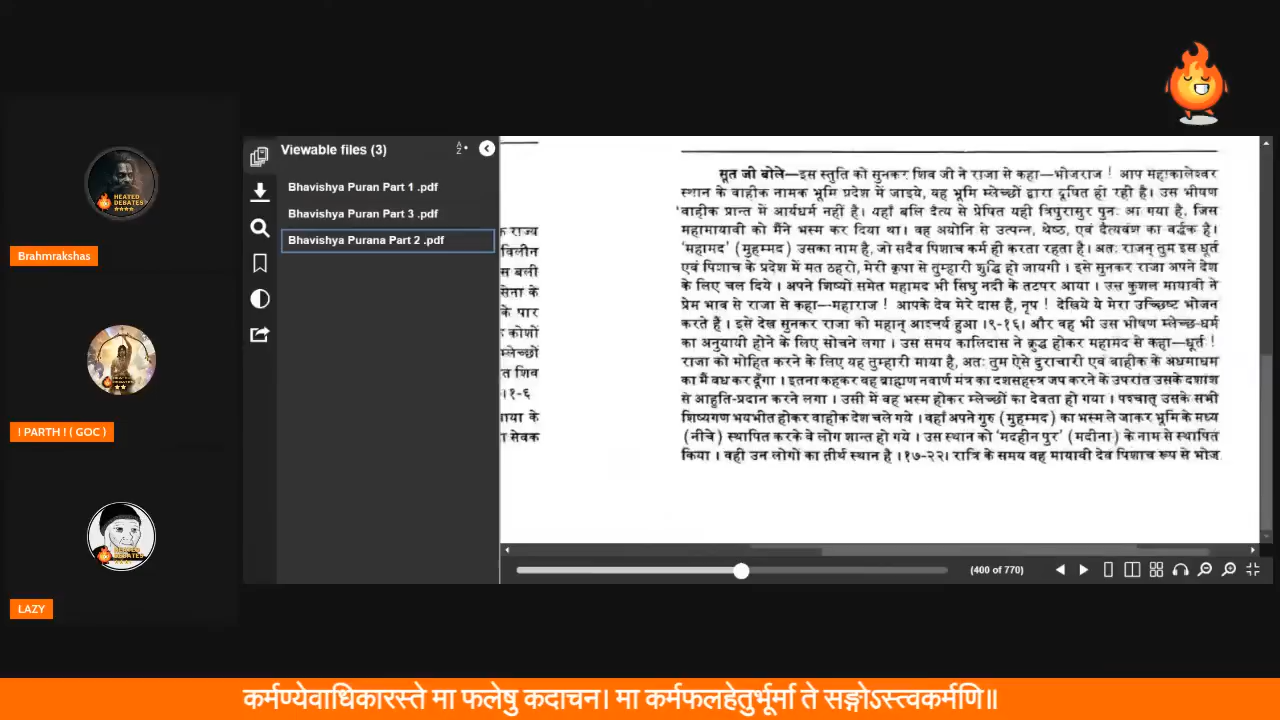 HEATED
DEBATES
Brahmrakshas
! PARTH ! ( GOC )
LAZY
Viewable files (3)
Bhavishya Puran Part 1 .pdf
Bhavishya Puran Part 3 .pdf
Bhavishya Purana Part 2 .pdf
क राज्य
विलीन
स बली
सेना के
के पार
कोशों
म्लेच्छों
त शिव
।१-६
ाया के
ा सेवक
सूत जी बोले—इस स्तुति को सुनकर शिव जी ने राजा से कहा—भोजराज ! आप महाकालेश्वर
स्थान के वाहीक नामक भूमि प्रदेश में जाइये, वह भूमि म्लेच्छों द्वारा दूषित हो रही है। उस भीषण
वाहीक प्रान्त में आर्यधर्म नहीं है। यहाँ बलि दैत्य से प्रेषित यही त्रिपुरासुर पुनः आ गया है, जिस
महामायावी को मैंने भस्म कर दिया था। वह अयोनि से उत्पन्न, श्रेष्ठ, एवं दैत्यवंश का वर्द्धक है।
'महामद' (मुहम्मद) उसका नाम है, जो सदैव पिशाच कर्म ही करता रहता है। अतः राजन् तुम इस धूर्त
एवं पिशाच के प्रदेश में मत ठहरो, मेरी कृपा से तुम्हारी शुद्धि हो जायगी। इसे सुनकर राजा अपने देश
के लिए चल दिये। अपने शिष्यों समेत महामद भी सिंधु नदी के तटपर आया। उस कुशल मायावी ने
प्रेम भाव से राजा से कहा—महाराज ! आपके देव मेरे दास हैं, नृप ! देखिये ये मेरा उच्छिष्ट भोजन
करते हैं। इसे देख सुनकर राजा को महान् आश्चर्य हुआ।९-१६। और वह भी उस भीषण म्लेच्छ-धर्म
का अनुयायी होने के लिए सोचने लगा। उस समय कालिदास ने क्रुद्ध होकर महामद से कहा—धूर्त !
राजा को मोहित करने के लिए यह तुम्हारी माया है, अतः तुम ऐसे दुराचारी एवं वाहीक के अधमाधम
का मैं बध कर दूँगा। इतना कहकर वह ब्राह्मण नवार्ण मंत्र का दशसहस्त्र जप करने के उपरांत उसके दशांश
से आहुति-प्रदान करने लगा। उसी में वह भस्म होकर म्लेच्छों का देवता हो गया। पश्चात् उसके सभी
शिष्यगण भयभीत होकर वाहीक देश चले गये। वहाँ अपने गुरु (मुहम्मद) का भस्म ले जाकर भूमि के मध्य
(नीचे) स्थापित करके वे लोग शान्त हो गये। उस स्थान को 'मदहीन पुर' (मदीना) के नाम से स्थापित
किया। वही उन लोगों का तीर्थ स्थान है।१७-२२। रात्रि के समय वह मायावी देव पिशाच रूप से भोज
(400 of 770)
कर्मण्येवाधिकारस्ते मा फलेषु कदाचन। मा कर्मफलहेतुर्भूर्मा ते सङ्गोऽस्त्वकर्मणि॥